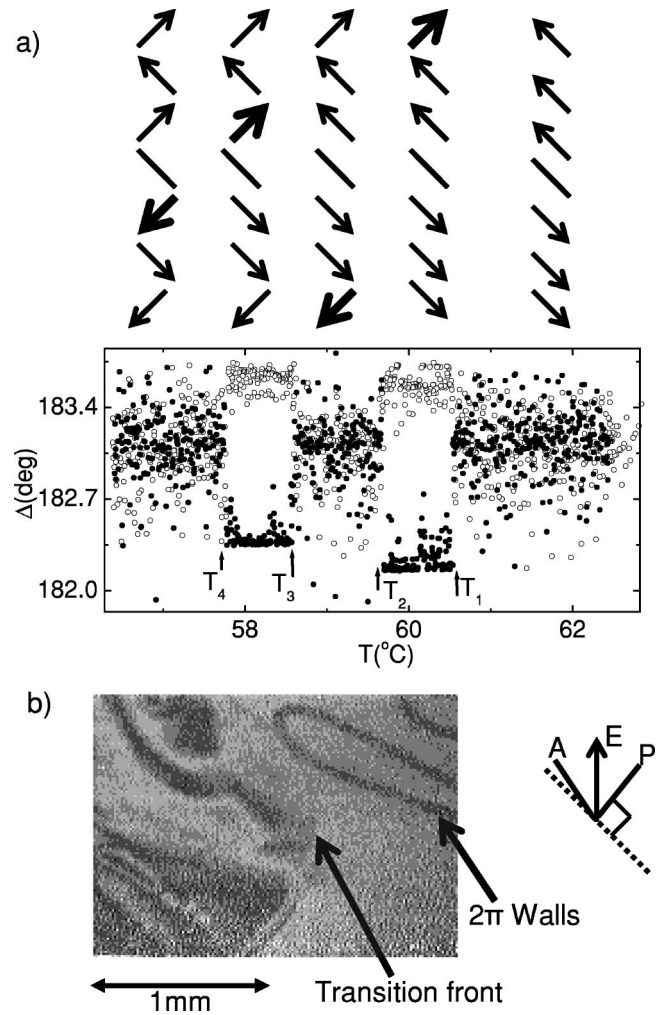 a)
183.4
182.7
182.0
Δ(deg)
T₄
T₃
T₂
T₁
58
60
62
T(°C)
b)
A
E
P
2π Walls
Transition front
1mm